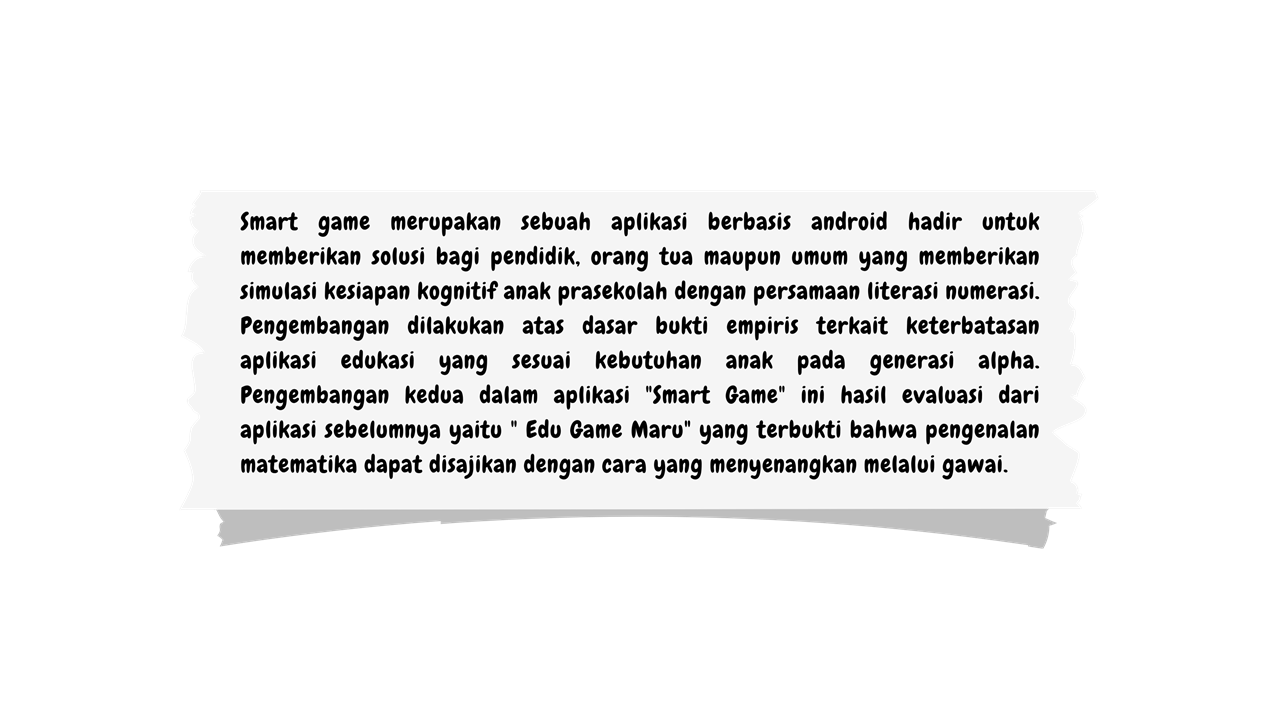 Smart game merupakan sebuah aplikasi berbasis android hadir untuk
memberikan solusi bagi pendidik, orang tua maupun umum yang memberikan
simulasi kesiapan kognitif anak prasekolah dengan persamaan literasi numerasi.
Pengembangan dilakukan atas dasar bukti empiris terkait keterbatasan
aplikasi edukasi yang sesuai kebutuhan anak pada generasi alpha.
Pengembangan kedua dalam aplikasi "Smart Game" ini hasil evaluasi dari
aplikasi sebelumnya yaitu " Edu Game Maru" yang terbukti bahwa pengenalan
matematika dapat disajikan dengan cara yang menyenangkan melalui gawai.